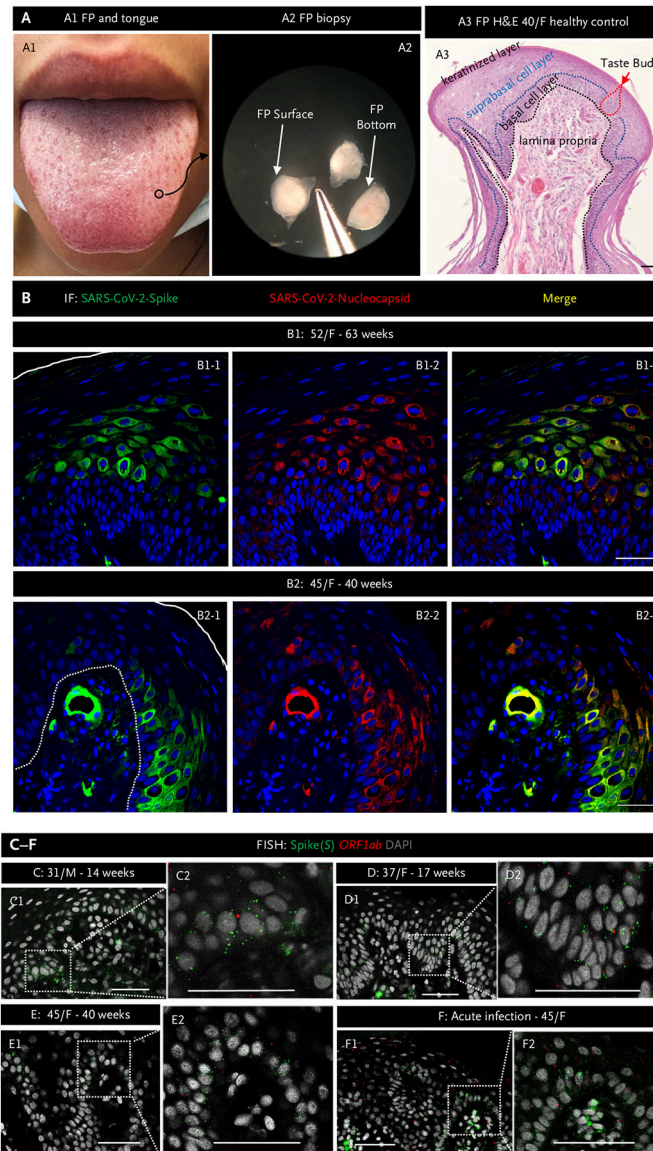 A
A1 FP and tongue
A2 FP biopsy
A3 FP H&E 40/F healthy control
A1
A2
FP Surface
FP
Bottom
A3
keratinized layer
suprabasal cell layer
basal cell layer
lamina propria
Taste Bud
B
IF: SARS-CoV-2-Spike
SARS-CoV-2-Nucleocapsid
Merge
B1: 52/F - 63 weeks
B1-1
B1-2
B1-
B2: 45/F - 40 weeks
B2-1
B2-2
B2-
C–F
FISH: Spike(S) ORF1ab DAPI
C: 31/M - 14 weeks
C1
C2
D: 37/F - 17 weeks
D1
D2
E: 45/F - 40 weeks
E1
E2
F: Acute infection - 45/F
F1
F2